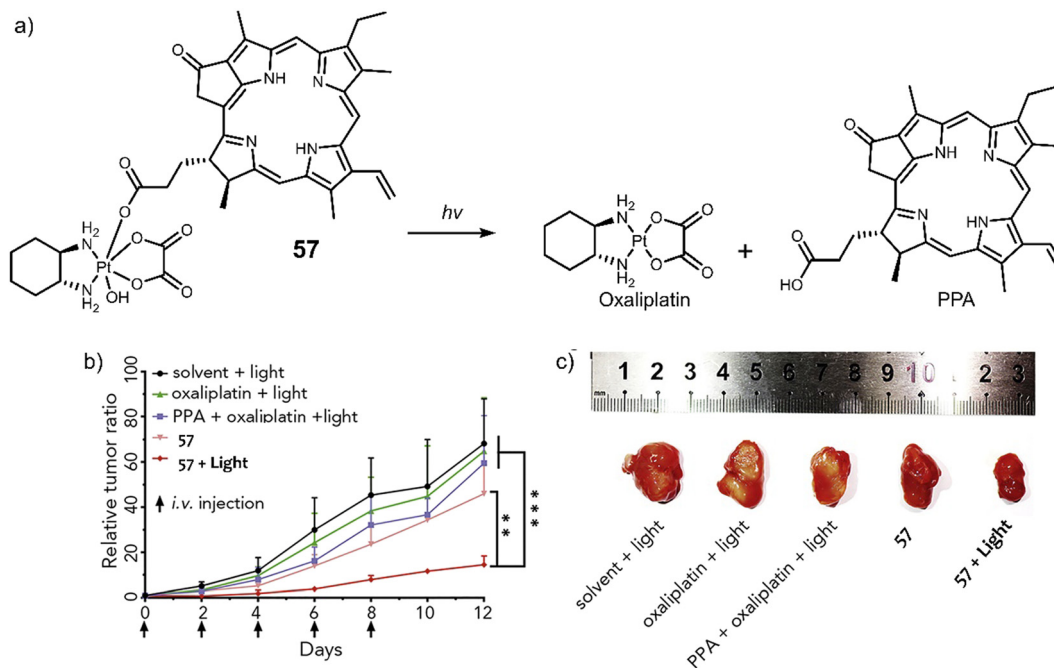 a)
O
NH
N
N
HN
O
O
H2
N
O
O
Pt
N
H2
OH
O
O
57
hv
H2
N
O
O
Pt
N
H2
O
O
Oxaliplatin
+
O
NH
N
N
HN
O
HO
PPA
b)
Relative tumor ratio
100
80
60
40
20
0
solvent + light
oxaliplatin + light
PPA + oxaliplatin +light
57
57 + Light
i.v. injection
**
****
0 2 4 6 8 10 12
Days
c)
mm 1 2 3 4 5 6 7 8 9 10 1 2 3
solvent + light
oxaliplatin + light
PPA + oxaliplatin + light
57
57 + Light